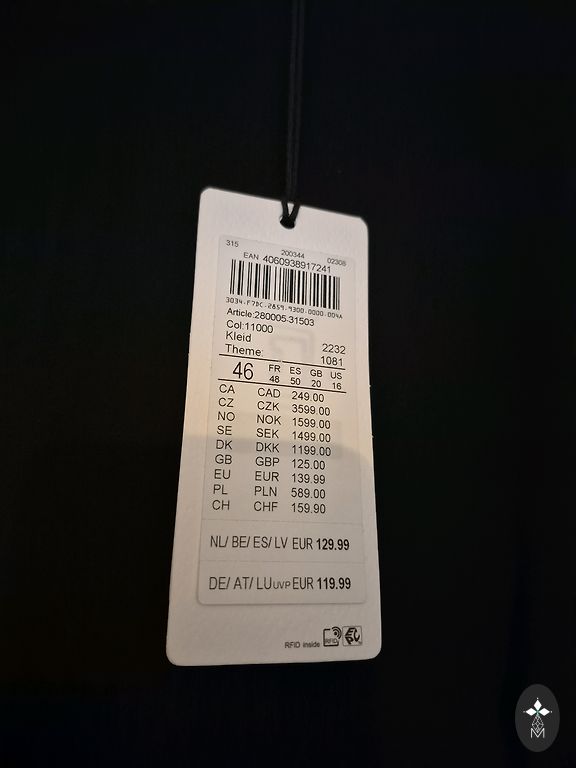 315 200344 02308
EAN 4060938917241
3034.F7DC.2859.9300.0000.004A
Article:280005-31503
Col:11000
Kleid 2232
Theme: 1081
46 FR 48 ES 50 GB 20 US 16
CA CAD 249.00
CZ CZK 3599.00
NO NOK 1599.00
SE SEK 1499.00
DK DKK 1199.00
GB GBP 125.00
EU EUR 139.99
PL PLN 589.00
CH CHF 159.90
NL/ BE/ ES/ LV EUR 129.99
DE/ AT/ LU UVP EUR 119.99
RFID inside RFID EPC
M